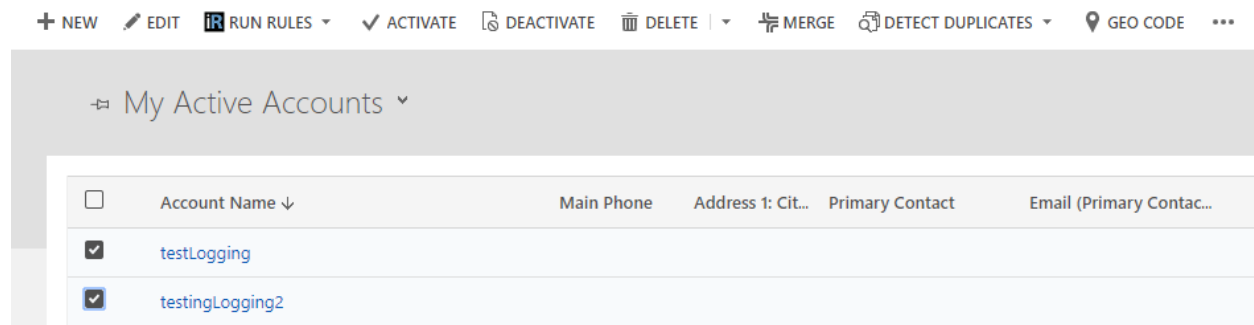 NEW EDIT iR RUN RULES ACTIVATE DEACTIVATE DELETE MERGE DETECT DUPLICATES GEO CODE
My Active Accounts
Account Name Main Phone Address 1: Cit... Primary Contact Email (Primary Contac...
testLogging
testingLogging2